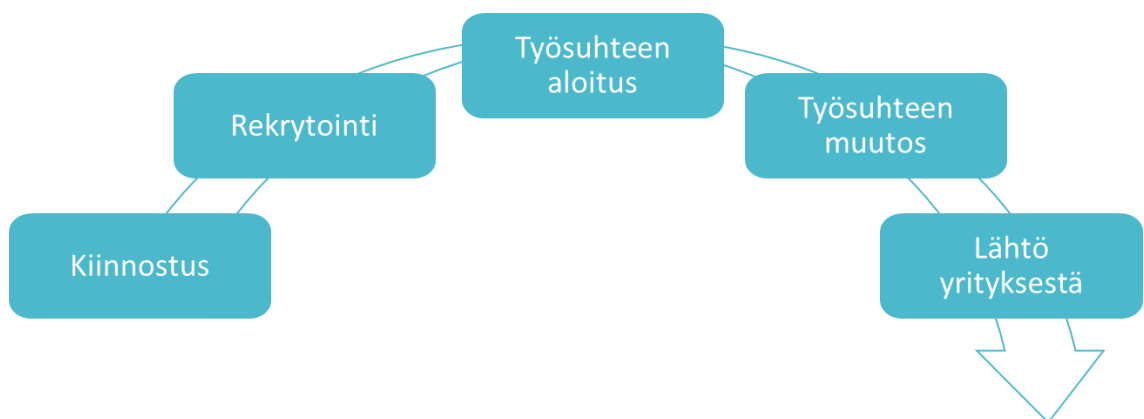 Kiinnostus
Rekrytointi
Työsuhteen
aloitus
Työsuhteen
muutos
Lähtö
yrityksestä